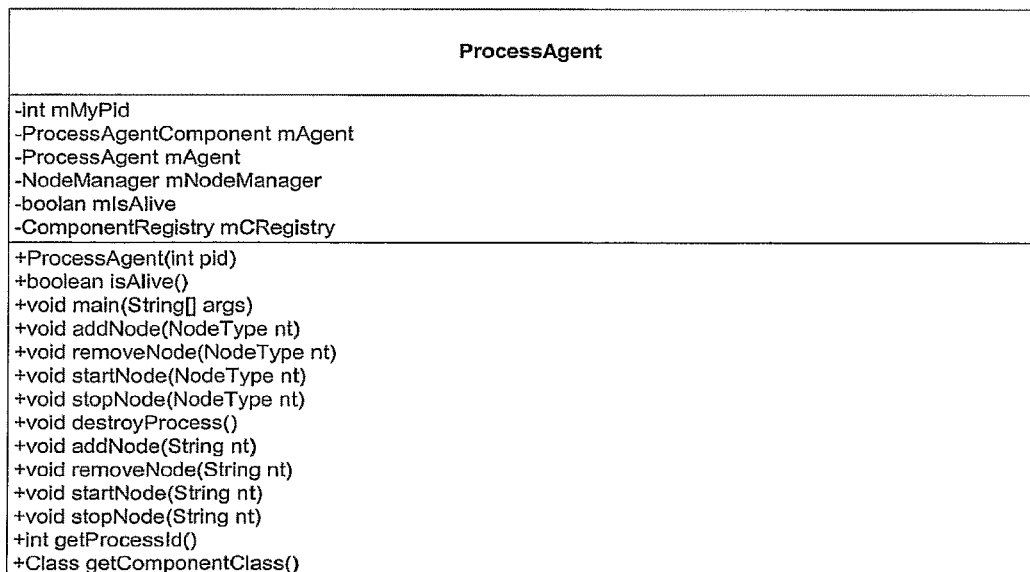 ProcessAgent
-int mMyPid
-ProcessAgentComponent mAgent
-ProcessAgent mAgent
-NodeManager mNodeManager
-boolan mIsAlive
-ComponentRegistry mCRegistry
+ProcessAgent(int pid)
+boolean isAlive()
+void main(String[] args)
+void addNode(NodeType nt)
+void removeNode(NodeType nt)
+void startNode(NodeType nt)
+void stopNode(NodeType nt)
+void destroyProcess()
+void addNode(String nt)
+void removeNode(String nt)
+void startNode(String nt)
+void stopNode(String nt)
+int getProcessId()
+Class getComponentClass()